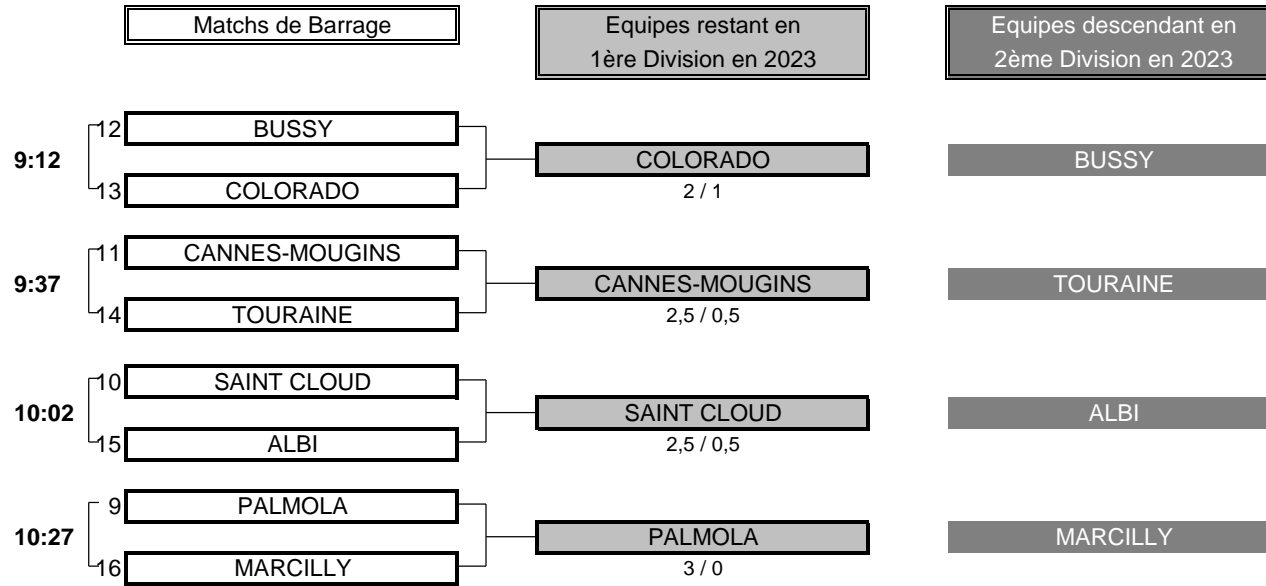 Matchs de Barrage
Equipes restant en
1ère Division en 2023
Equipes descendant en
2ème Division en 2023
12 BUSSY
9:12 COLORADO BUSSY
13 COLORADO 2 / 1
11 CANNES-MOUGINS
9:37 CANNES-MOUGINS TOURAINE
14 TOURAINE 2,5 / 0,5
10 SAINT CLOUD
10:02 SAINT CLOUD ALBI
15 ALBI 2,5 / 0,5
9 PALMOLA
10:27 PALMOLA MARCILLY
16 MARCILLY 3 / 0